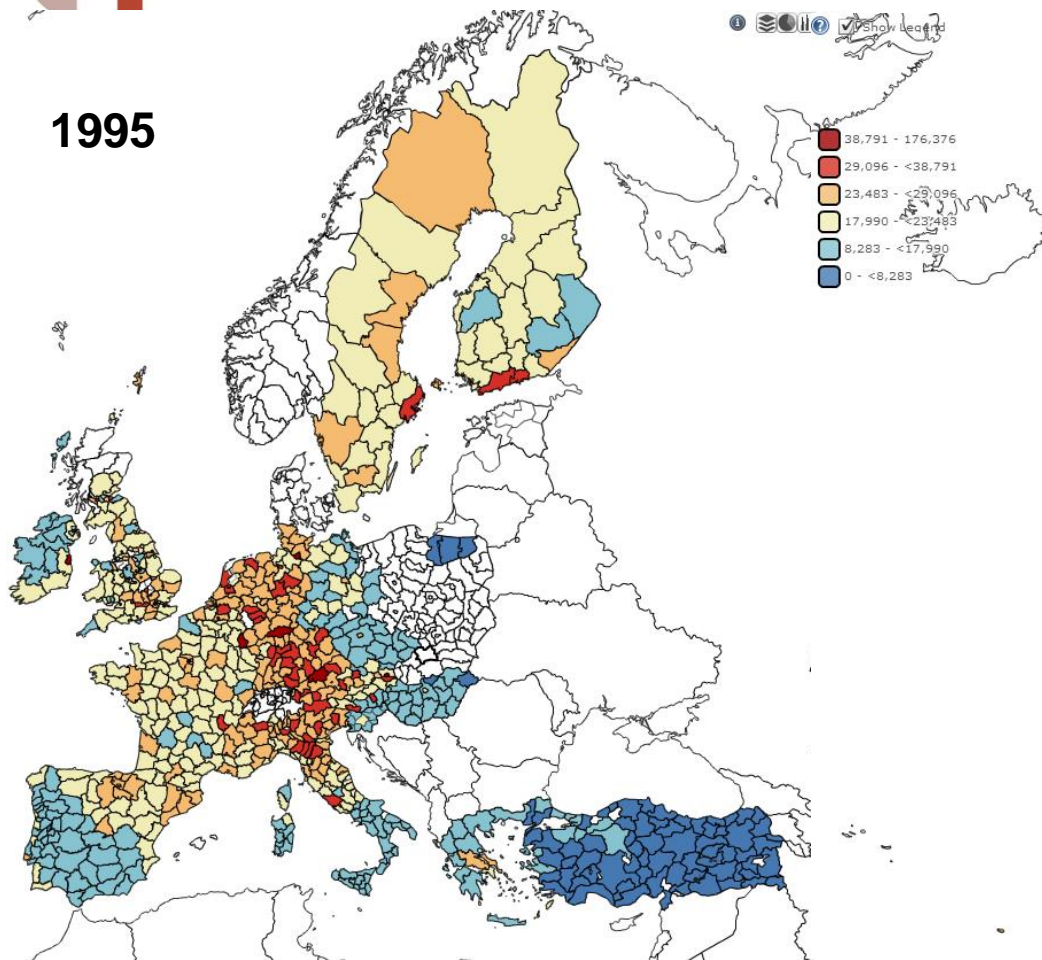 Show Legend
1995
38,791 - 176,376
29,096 - <38,791
23,483 - <29,096
17,990 - <23,483
8,283 - <17,990
0 - <8,283